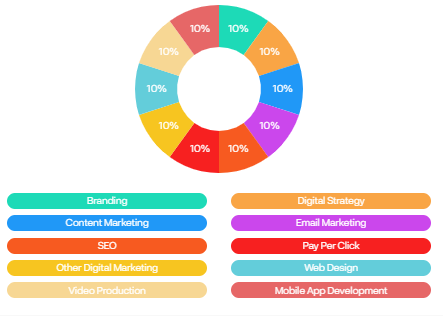 10% 10%
10% 10%
10% 10%
10% 10%
10% 10%
Branding Digital Strategy
Content Marketing Email Marketing
SEO Pay Per Click
Other Digital Marketing Web Design
Video Production Mobile App Development